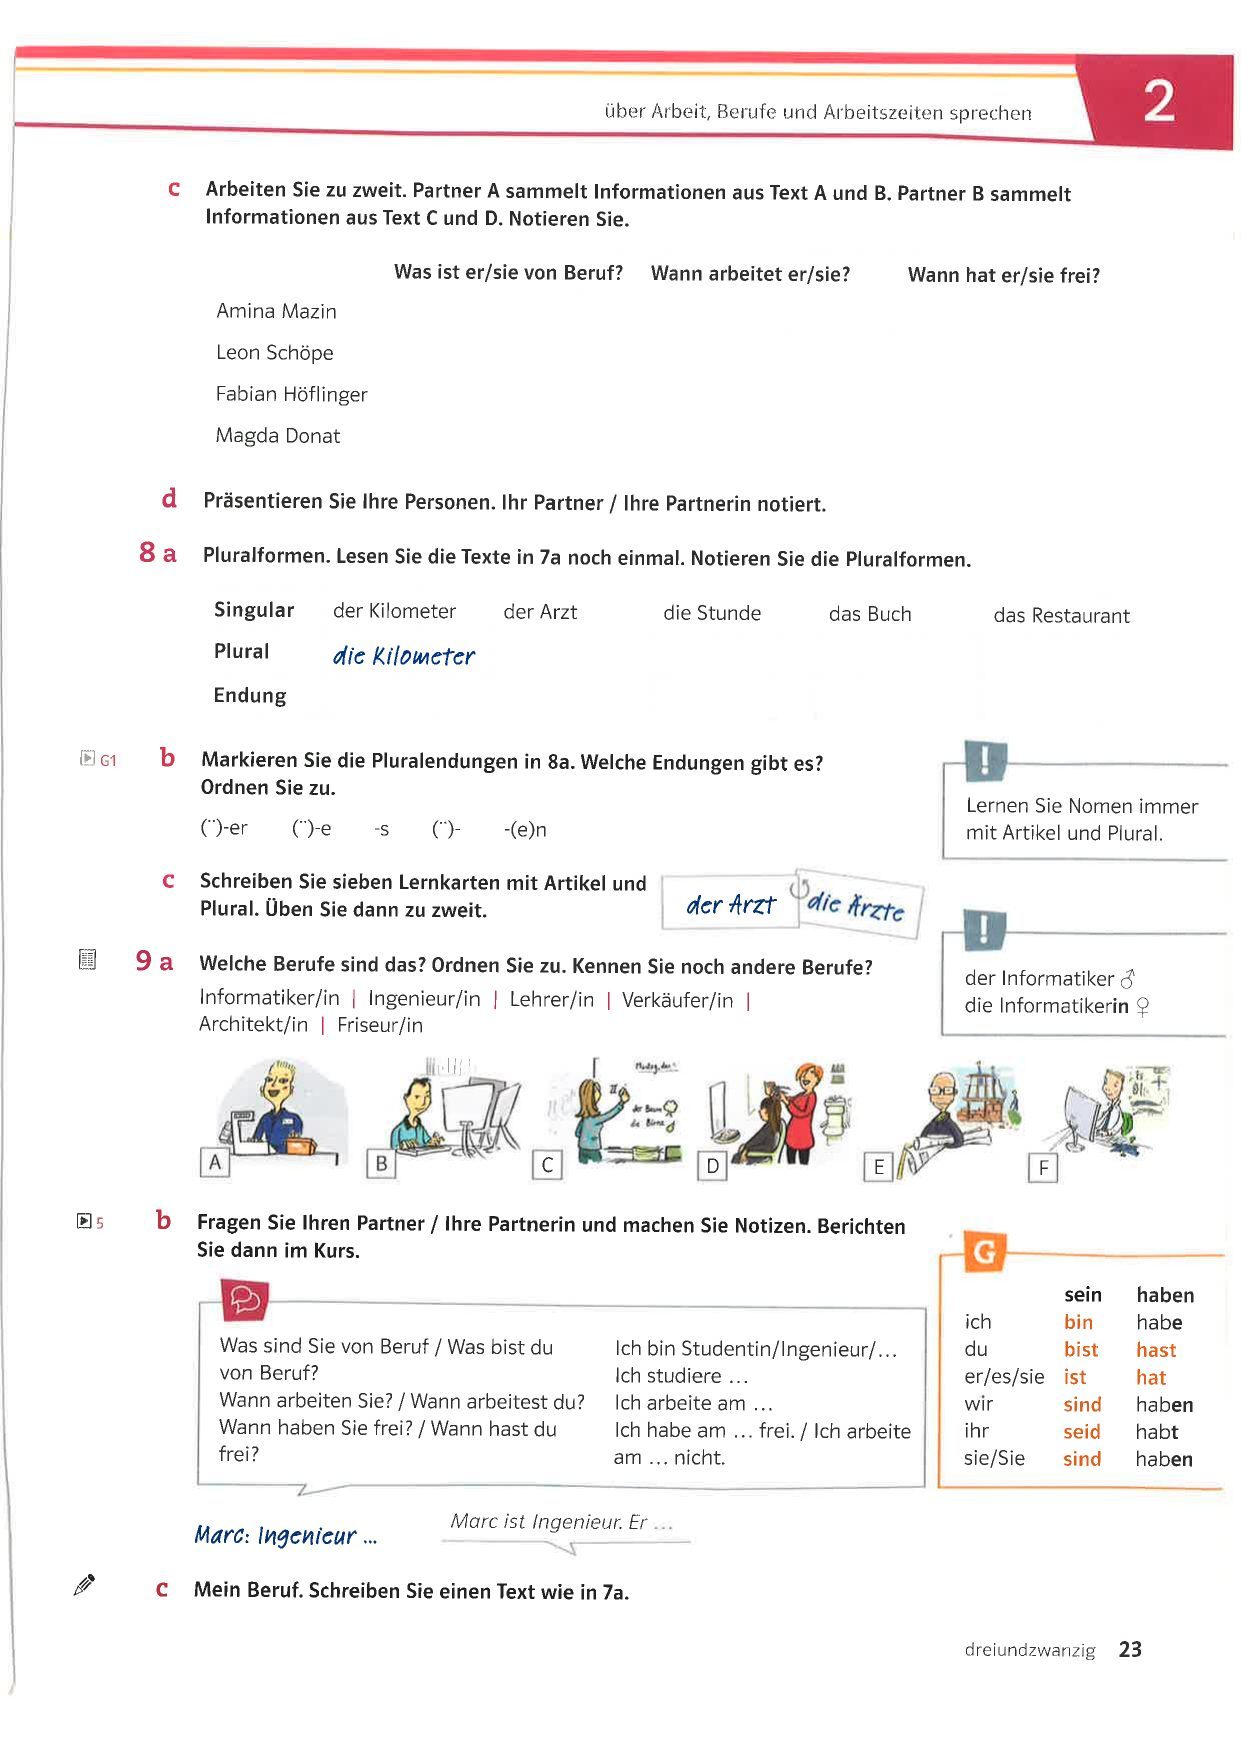 über Arbeit, Berufe und Arbeitszeiten sprechen
2
c Arbeiten Sie zu zweit. Partner A sammelt Informationen aus Text A und B. Partner B sammelt
Informationen aus Text C und D. Notieren Sie.
Was ist er/sie von Beruf? Wann arbeitet er/sie? Wann hat er/sie frei?
Amina Mazin
Leon Schöpe
Fabian Höflinger
Magda Donat
d Präsentieren Sie Ihre Personen. Ihr Partner / Ihre Partnerin notiert.
8 a Pluralformen. Lesen Sie die Texte in 7a noch einmal. Notieren Sie die Pluralformen.
Singular der Kilometer der Arzt die Stunde das Buch das Restaurant
Plural die Kilometer
Endung
G1 b Markieren Sie die Pluralendungen in 8a. Welche Endungen gibt es?
Ordnen Sie zu.
(¨)-er (¨)-e -s (¨)- -(e)n
!
Lernen Sie Nomen immer
mit Artikel und Plural.
c Schreiben Sie sieben Lernkarten mit Artikel und
Plural. Üben Sie dann zu zweit.
der Arzt die Ärzte
9 a Welche Berufe sind das? Ordnen Sie zu. Kennen Sie noch andere Berufe?
Informatiker/in | Ingenieur/in | Lehrer/in | Verkäufer/in |
Architekt/in | Friseur/in
!
der Informatiker ♂
die Informatikerin ♀
A B C D E F
5 b Fragen Sie Ihren Partner / Ihre Partnerin und machen Sie Notizen. Berichten
Sie dann im Kurs.
Was sind Sie von Beruf / Was bist du
von Beruf?
Wann arbeiten Sie? / Wann arbeitest du?
Wann haben Sie frei? / Wann hast du
frei?
Ich bin Studentin/Ingenieur/...
Ich studiere ...
Ich arbeite am ...
Ich habe am ... frei. / Ich arbeite
am ... nicht.
G
sein haben
ich bin habe
du bist hast
er/es/sie ist hat
wir sind haben
ihr seid habt
sie/Sie sind haben
Marc: Ingenieur ...
Marc ist Ingenieur. Er ...
c Mein Beruf. Schreiben Sie einen Text wie in 7a.
dreiundzwanzig 23